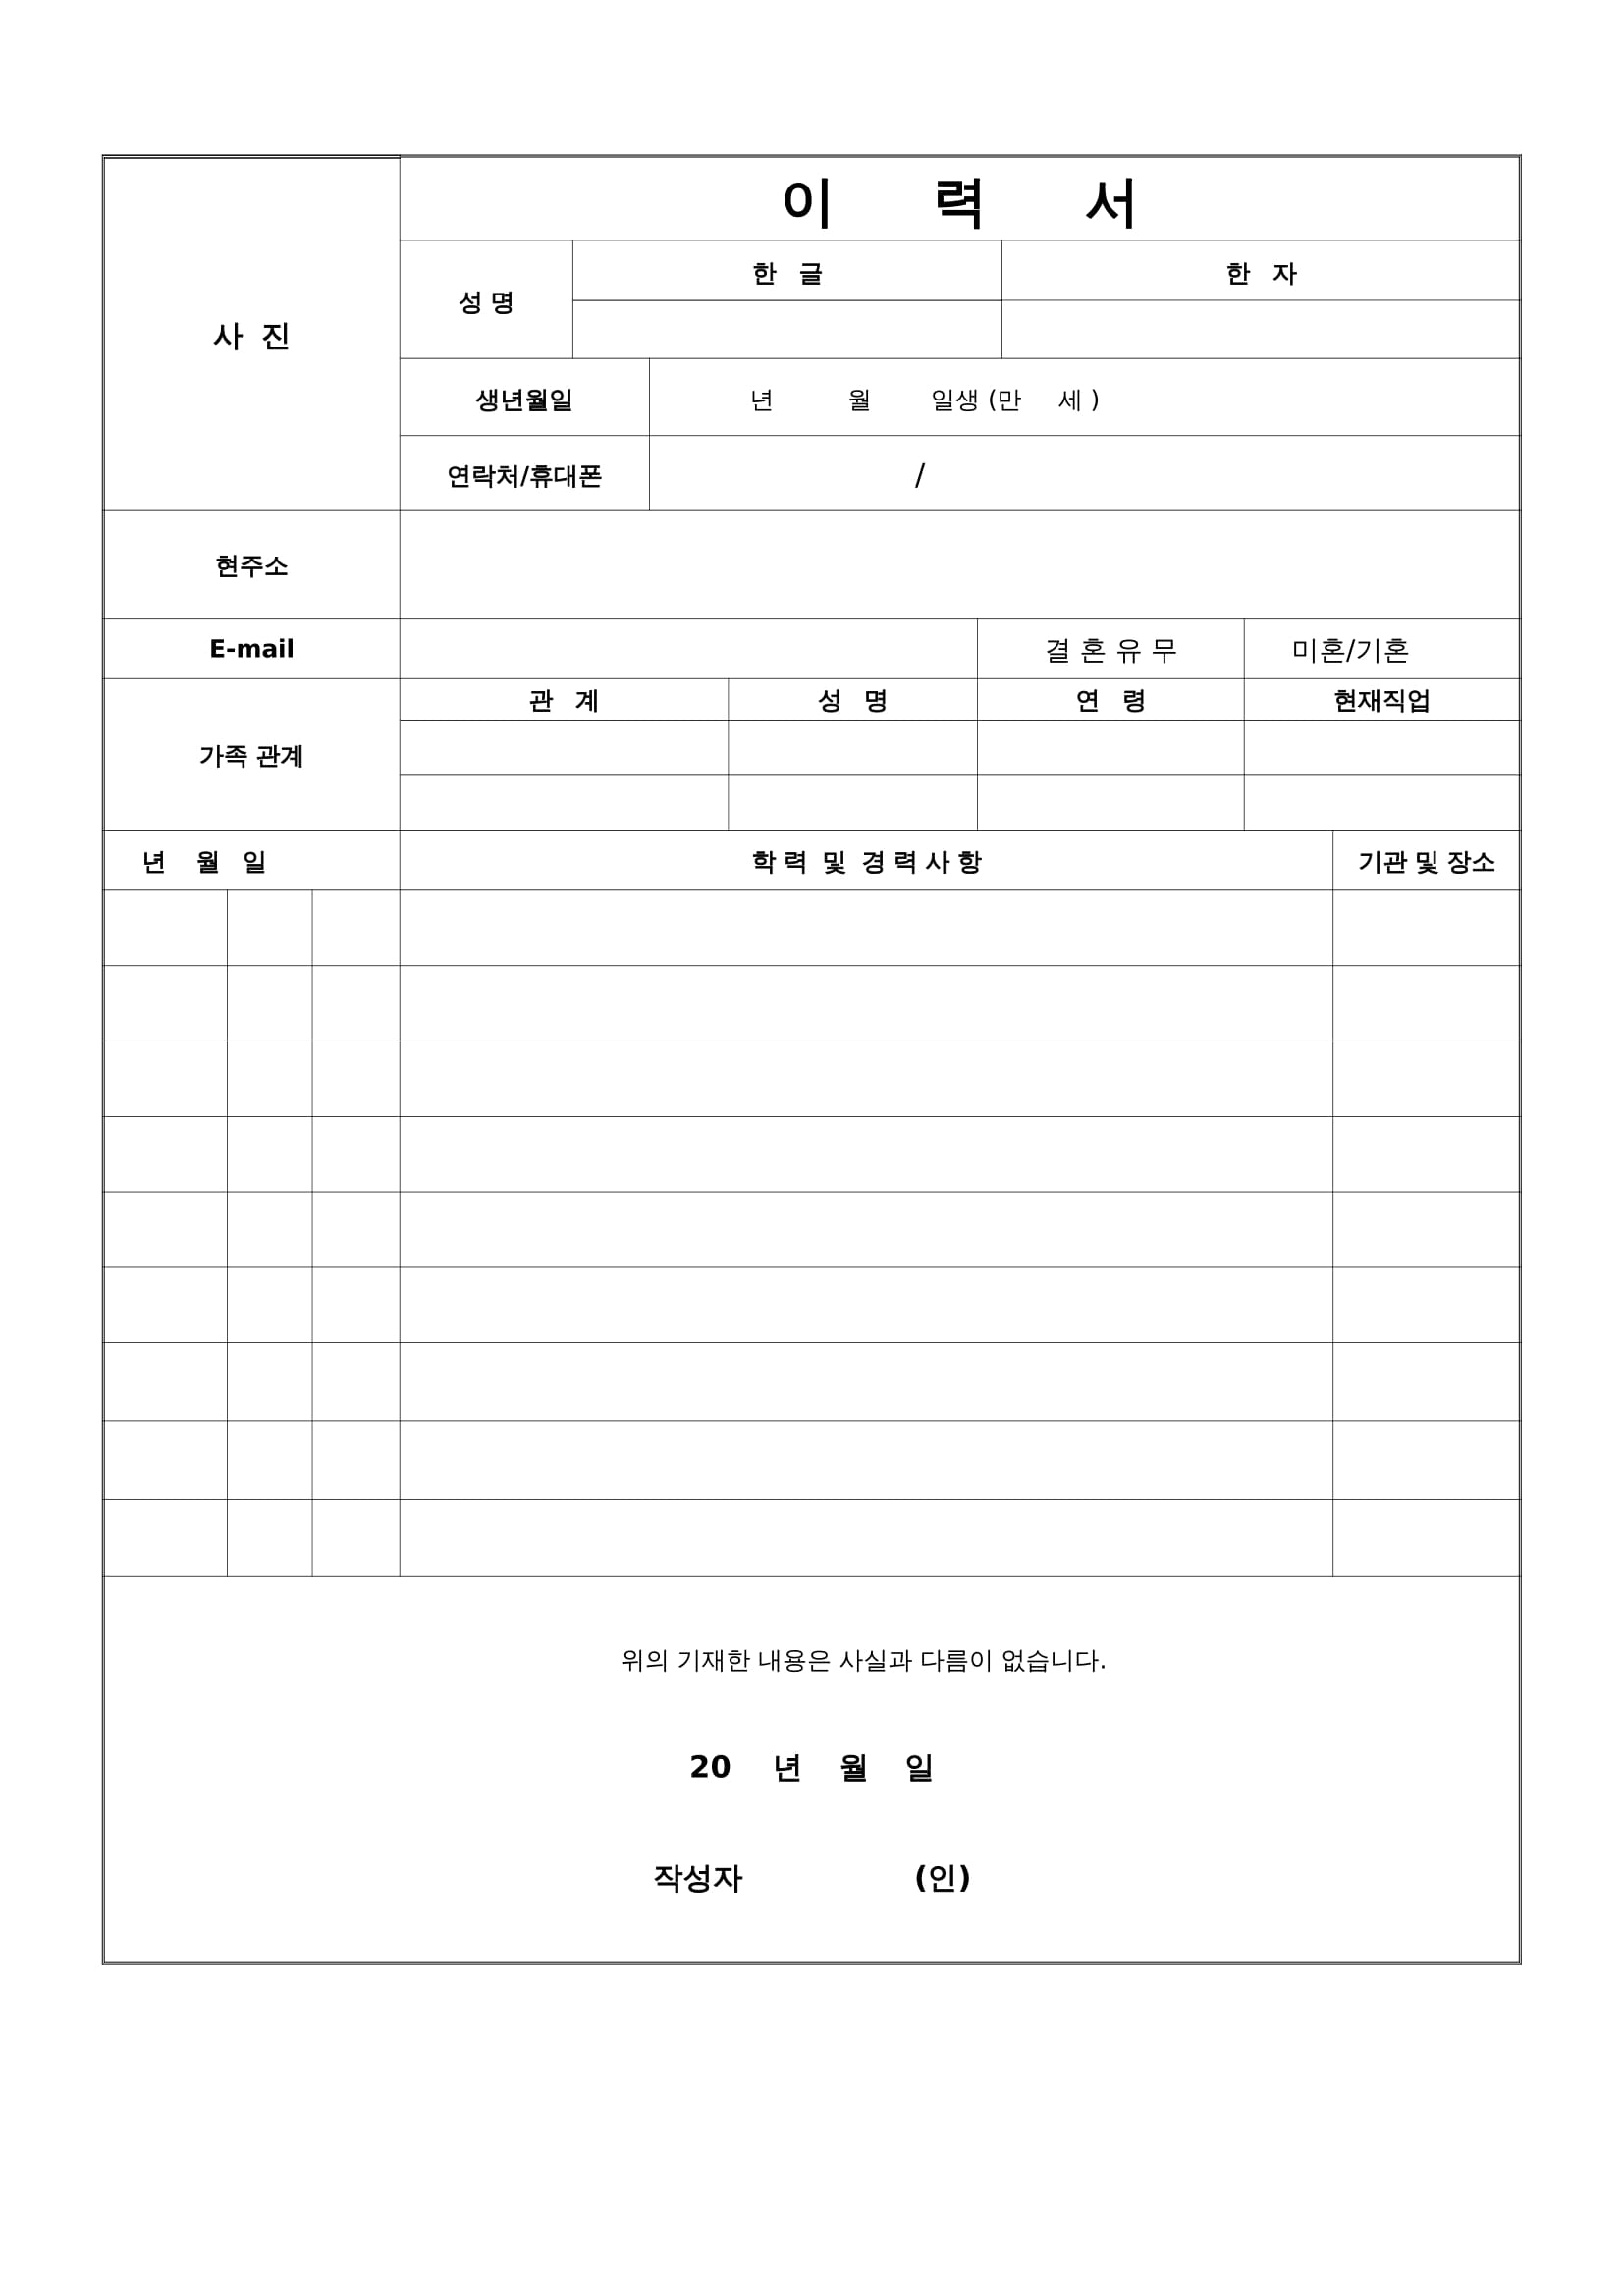 이 력 서
사 진
성 명
한 글
한 자
생년월일
년 월 일생 (만 세 )
연락처/휴대폰
/
현주소
E-mail
결 혼 유 무
미혼/기혼
가족 관계
관 계
성 명
연 령
현재직업
년 월 일
학 력 및 경 력 사 항
기관 및 장소
위의 기재한 내용은 사실과 다름이 없습니다.
20 년 월 일
작성자 (인)